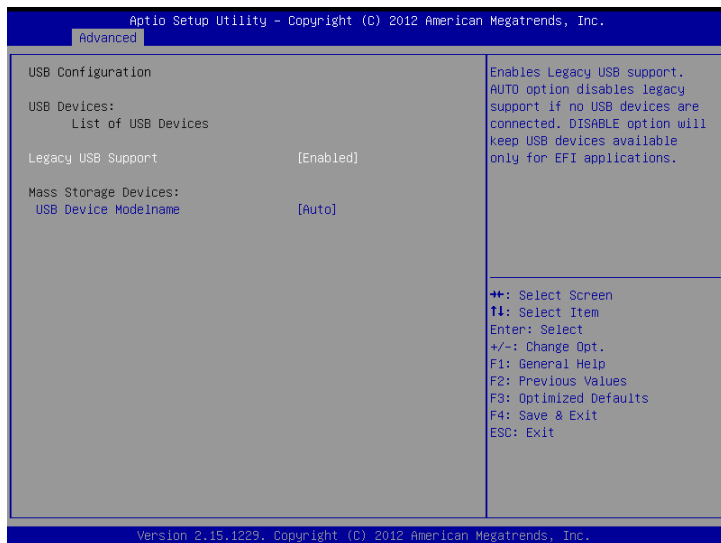 Aptio Setup Utility – Copyright (C) 2012 American Megatrends, Inc.
Advanced
USB Configuration
USB Devices:
List of USB Devices
Legacy USB Support [Enabled]
Mass Storage Devices:
USB Device Modelname [Auto]
Enables Legacy USB support.
AUTO option disables legacy
support if no USB devices are
connected. DISABLE option will
keep USB devices available
only for EFI applications.
→←: Select Screen
↑↓: Select Item
Enter: Select
+/-: Change Opt.
F1: General Help
F2: Previous Values
F3: Optimized Defaults
F4: Save & Exit
ESC: Exit
Version 2.15.1229. Copyright (C) 2012 American Megatrends, Inc.